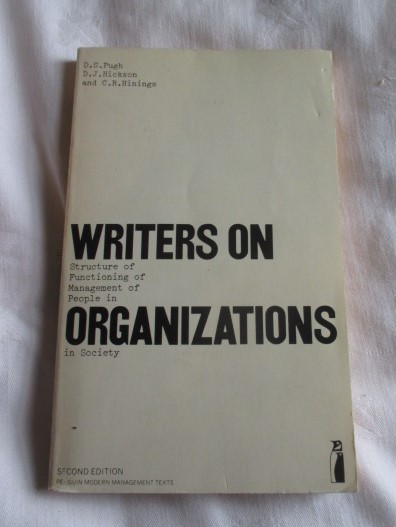 D.S.Pugh
D.J.Hickson
and C.R.Hinings
WRITERS ON
Structure of
Functioning of
Management of
People in
ORGANIZATIONS
in Society
SECOND EDITION
PENGUIN MODERN MANAGEMENT TEXTS